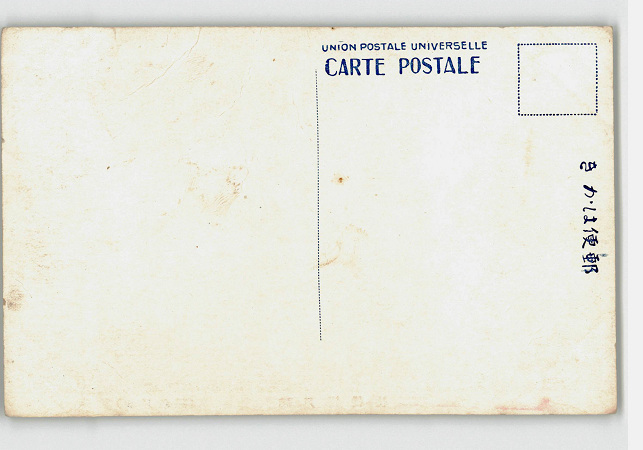 UNION POSTALE UNIVERSELLE
CARTE POSTALE
郵便はかき